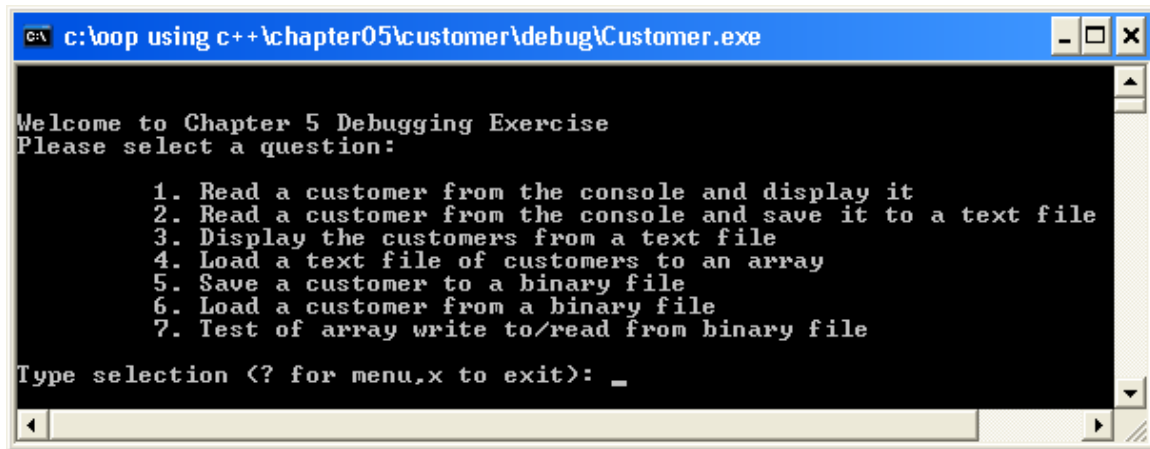 c:\oop using c++\chapter05\customer\debug\Customer.exe
Welcome to Chapter 5 Debugging Exercise
Please select a question:
1. Read a customer from the console and display it
2. Read a customer from the console and save it to a text file
3. Display the customers from a text file
4. Load a text file of customers to an array
5. Save a customer to a binary file
6. Load a customer from a binary file
7. Test of array write to/read from binary file
Type selection (? for menu,x to exit): _